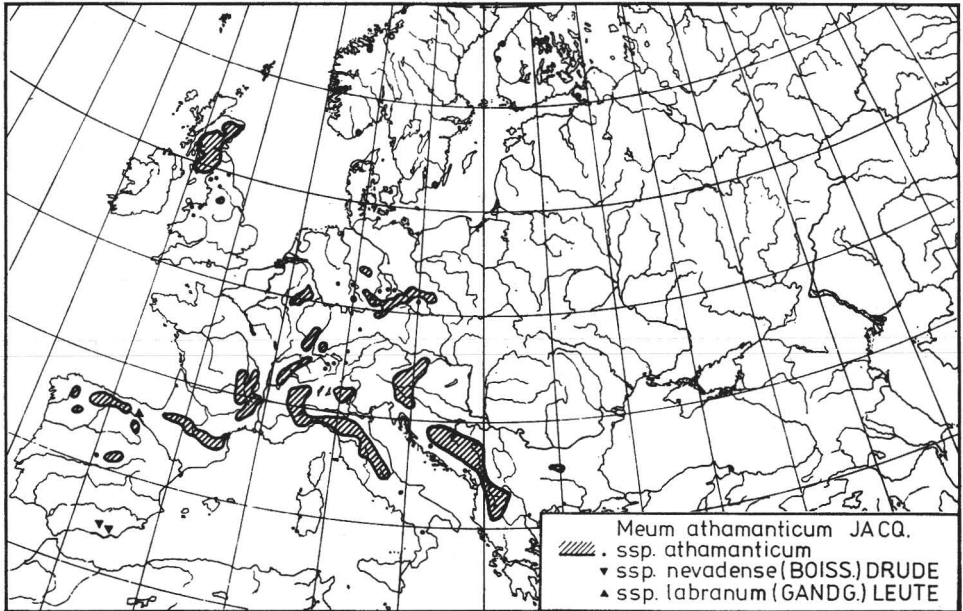 Meum athamanticum JACQ.
. ssp. athamanticum
▼ ssp. nevadense (BOISS.) DRUDE
▲ ssp. labranum (GANDG.) LEUTE